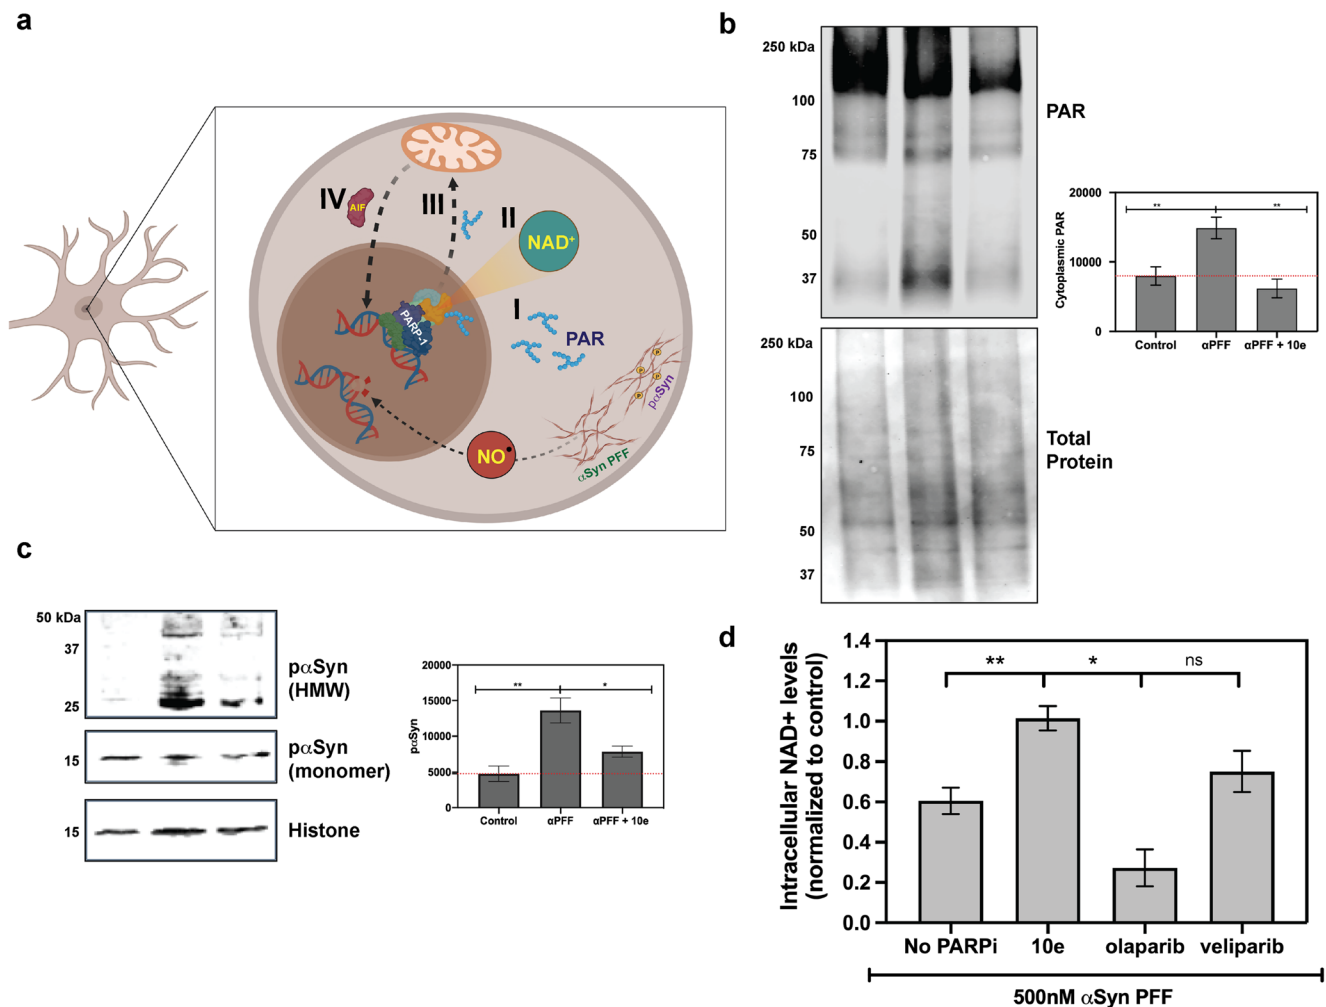 a
IV
AIF
III
II
NAD+
PARP-1
I
PAR
pαSyn
P
P
P
P
NO•
αSyn PFF
b
250 kDa
100
75
50
37
PAR
250 kDa
100
75
50
37
Total
Protein
20000
10000
0
Cytoplasmic PAR
**
**
Control
αPFF
αPFF + 10e
c
50 kDa
37
25
pαSyn
(HMW)
15
pαSyn
(monomer)
15
Histone
20000
15000
10000
5000
0
pαSyn
**
*
Control
αPFF
αPFF + 10e
d
Intracellular NAD+ levels
(normalized to control)
1.4
1.2
1.0
0.8
0.6
0.4
0.2
0.0
**
*
ns
No PARPi
10e
olaparib
veliparib
500nM αSyn PFF